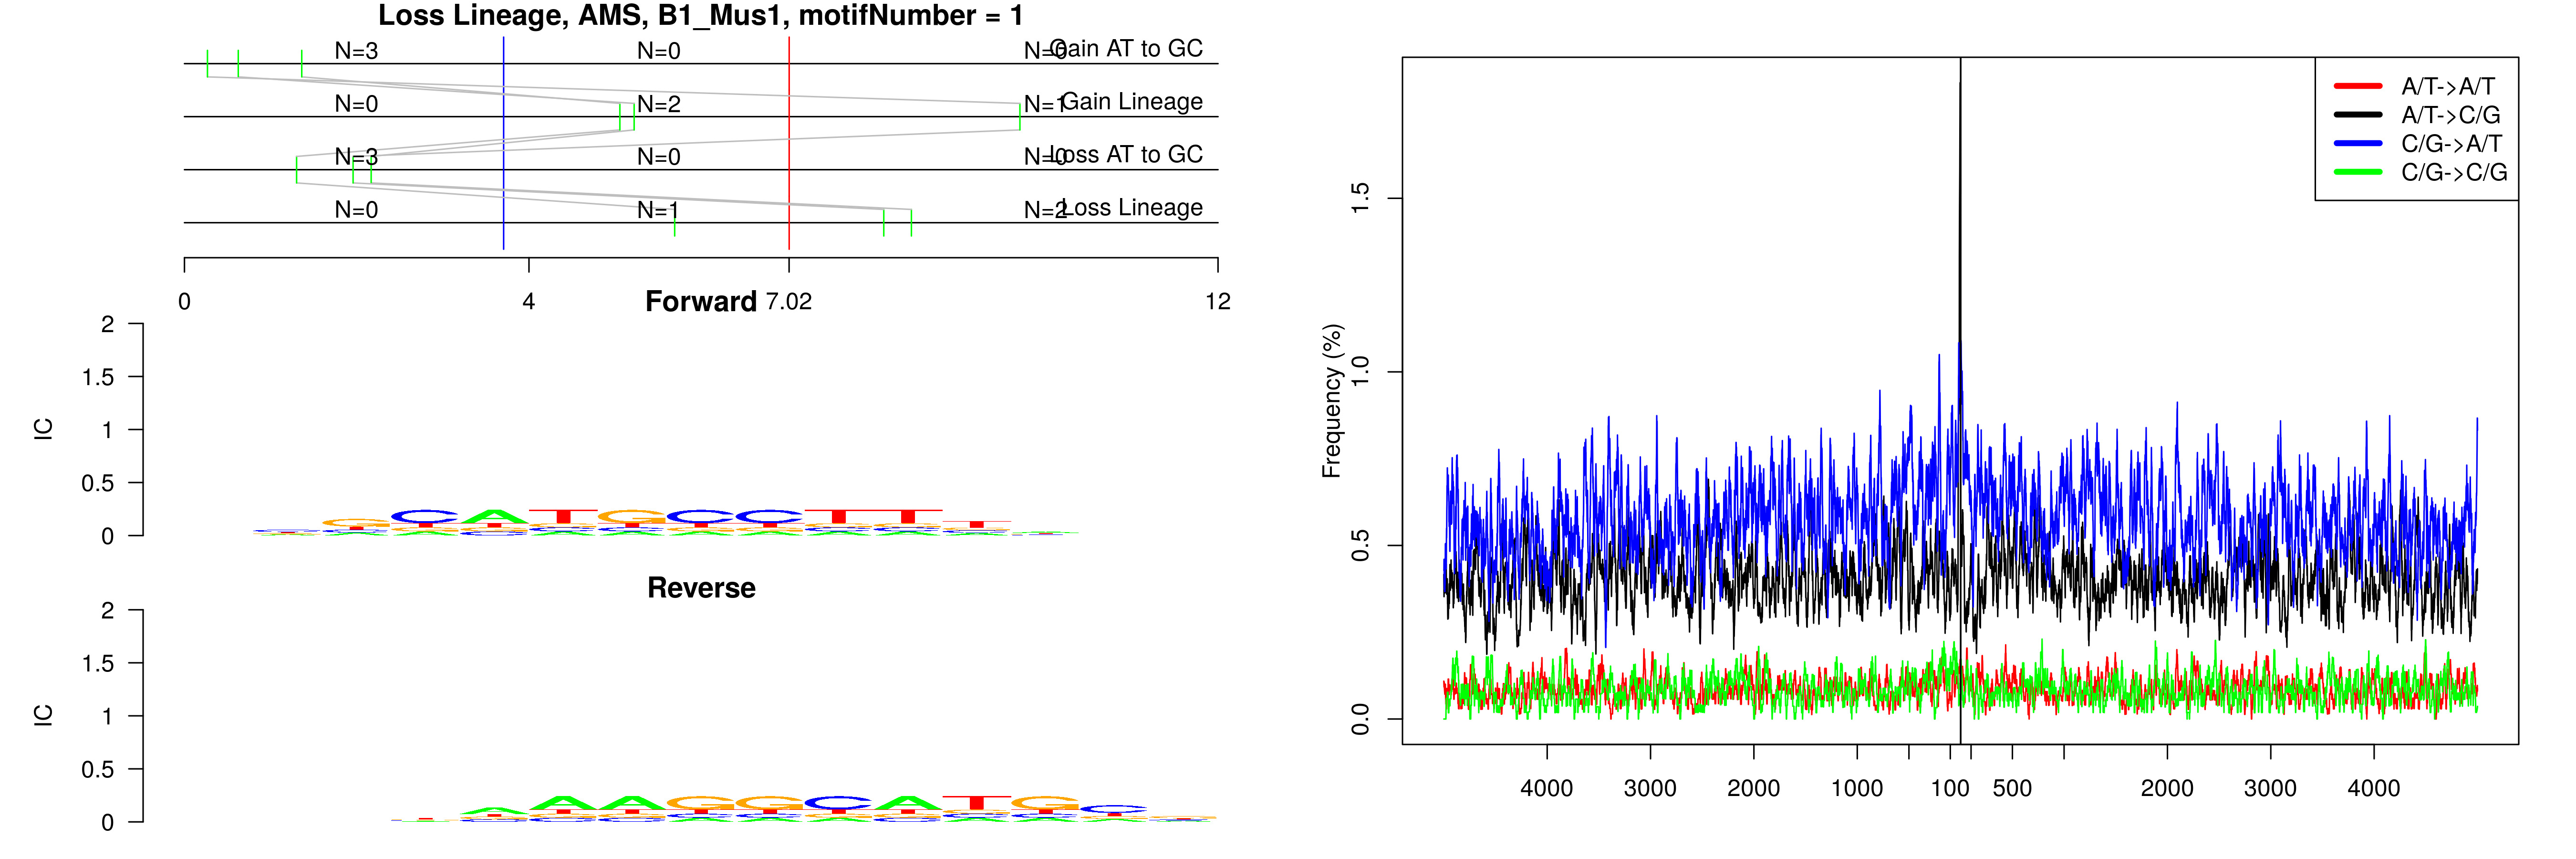 Loss Lineage, AMS, B1_Mus1, motifNumber = 1
N=3 N=0 N=0 Gain AT to GC
N=0 N=2 N=1 Gain Lineage
N=3 N=0 N=0 Loss AT to GC
N=0 N=1 N=2 Loss Lineage
0 4 7.02 12
Forward
2
1.5
1
0.5
0
IC
GCATGCCTTT
Reverse
2
1.5
1
0.5
0
IC
AAAGGCATGC
A/T->A/T
A/T->C/G
C/G->A/T
C/G->C/G
Frequency (%)
1.5
1.0
0.5
0.0
4000 3000 2000 1000 100 500 2000 3000 4000